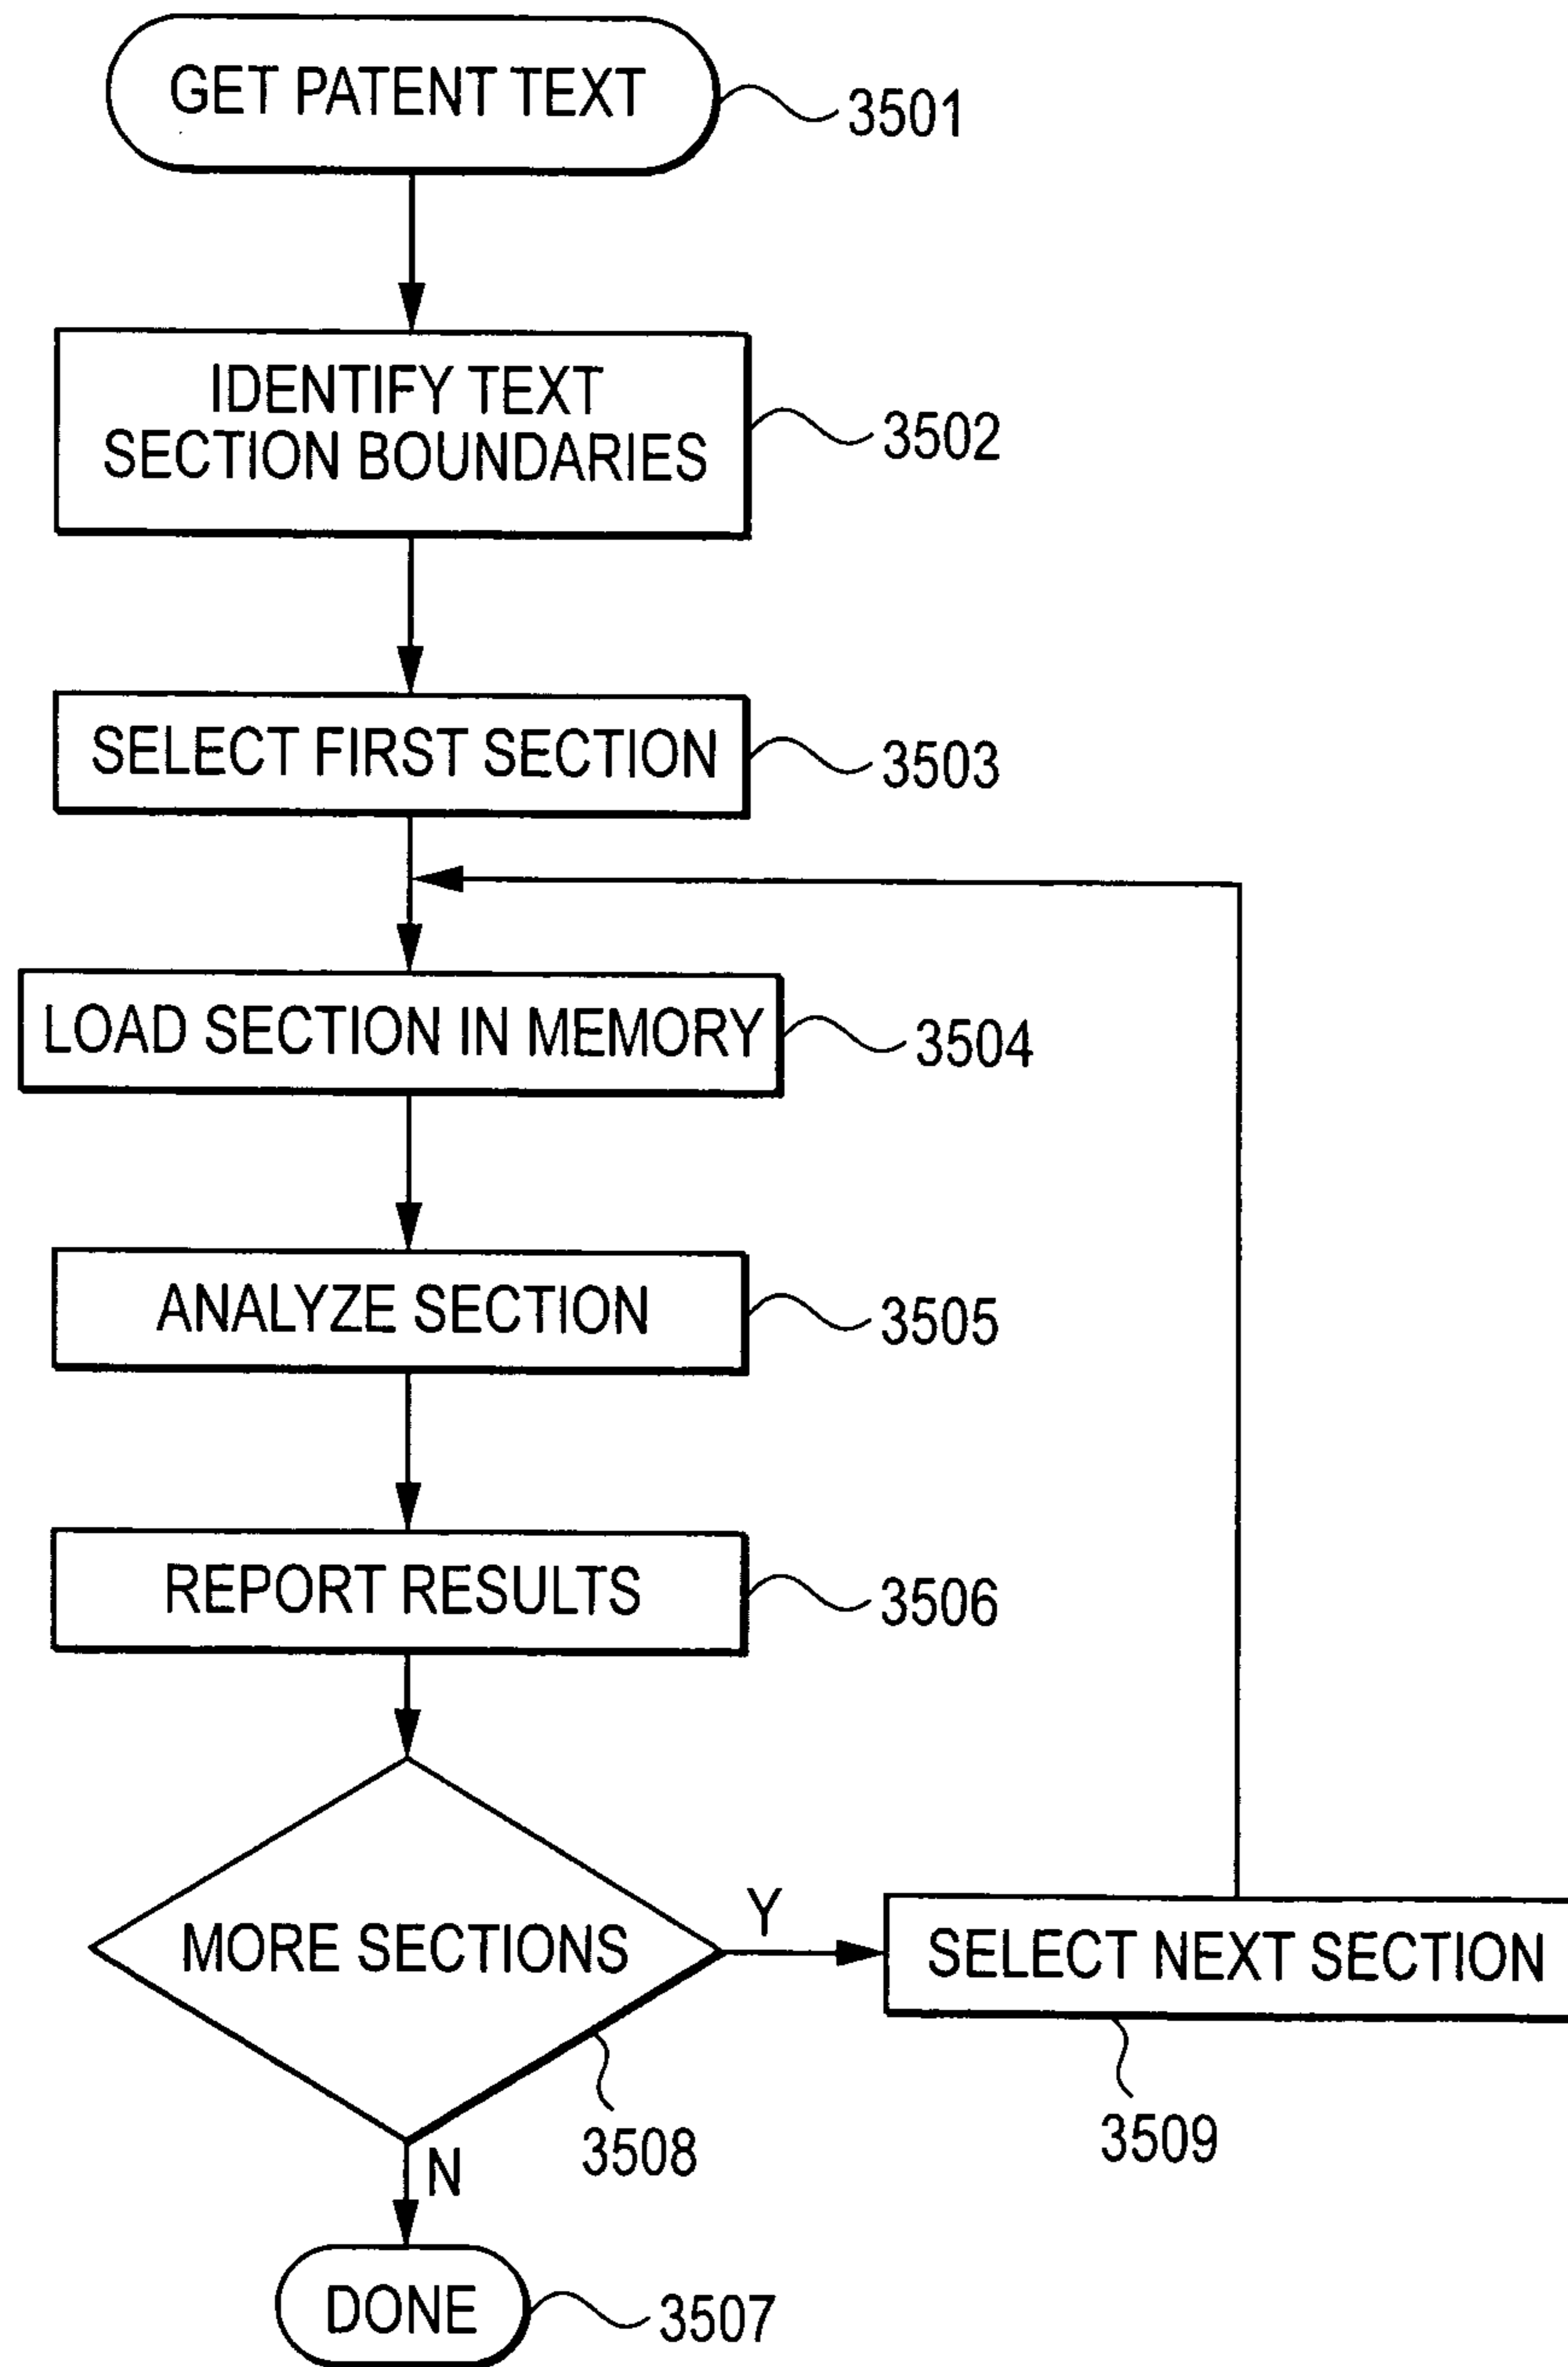 GET PATENT TEXT
3501
IDENTIFY TEXT
SECTION BOUNDARIES
3502
SELECT FIRST SECTION
3503
LOAD SECTION IN MEMORY
3504
ANALYZE SECTION
3505
REPORT RESULTS
3506
MORE SECTIONS
Y
SELECT NEXT SECTION
3508
3509
N
DONE
3507